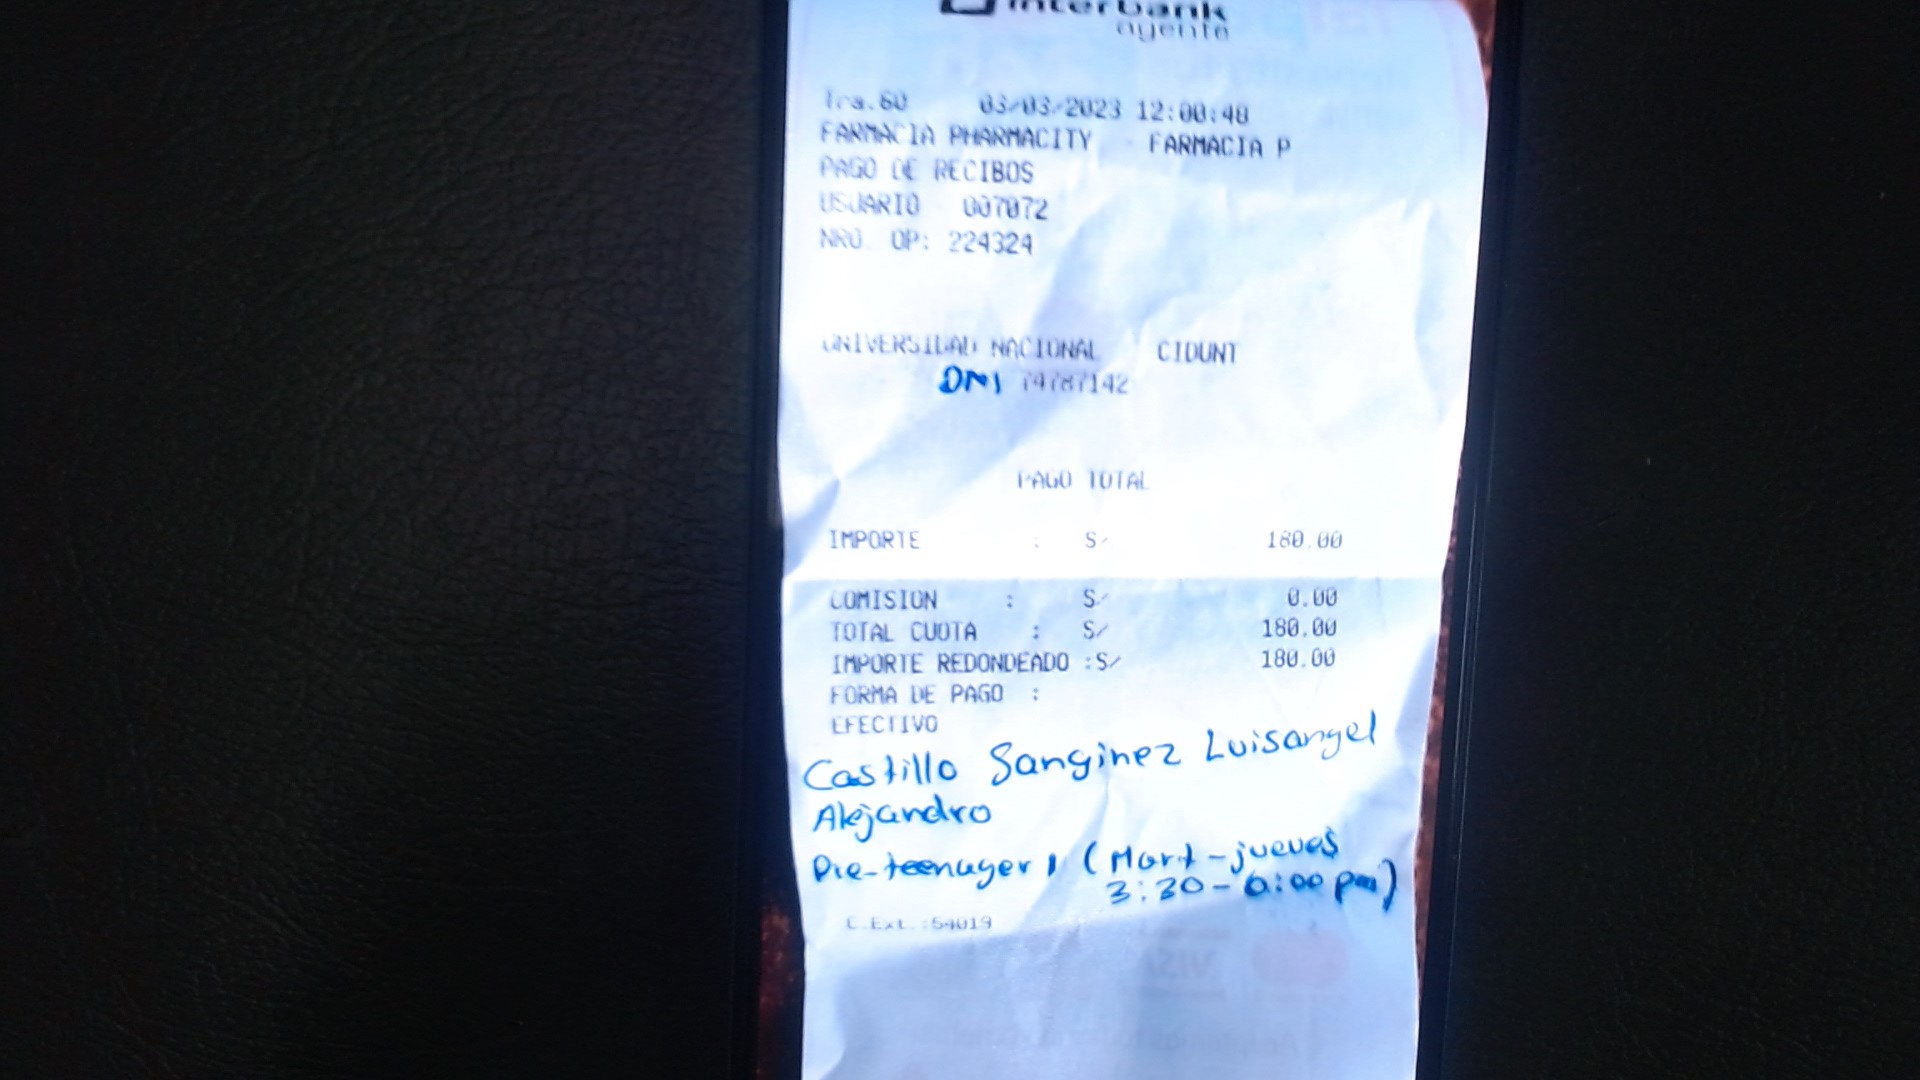 interbank
agente
Tra.60 03/03/2023 12:00:48
FARMACIA PHARMACITY - FARMACIA P
PAGO DE RECIBOS
USUARIO 007072
NRO. OP: 224324
UNIVERSIDAD NACIONAL CIDUNT
DNI 74787142
PAGO TOTAL
IMPORTE : S/ 180.00
COMISION : S/ 0.00
TOTAL CUOTA : S/ 180.00
IMPORTE REDONDEADO :S/ 180.00
FORMA DE PAGO :
EFECTIVO
Castillo Sanginez Luisangel
Alejandro
Pre-teenager 1 (Mart-jueves
3:30-6:00 pm)
C.Ext.:54019